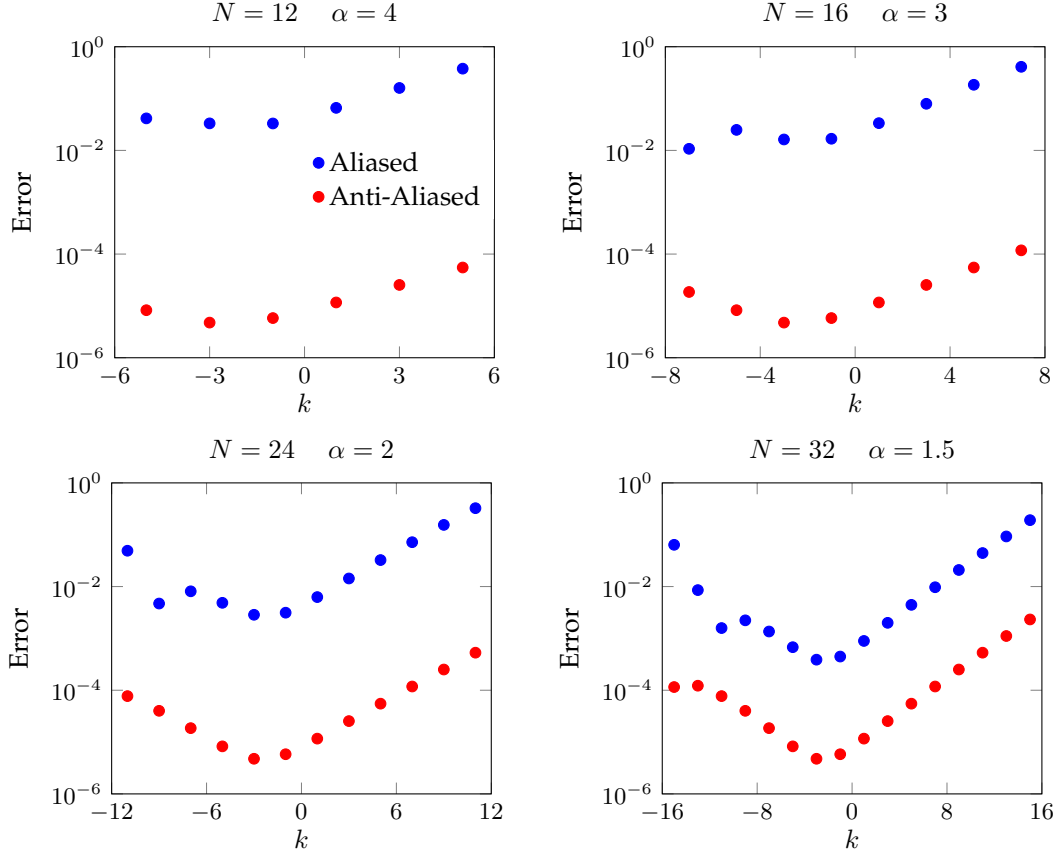 N = 12 α = 4
10^0
10^−2
10^−4
10^−6
Error
Aliased
Anti-Aliased
−6 −3 0 3 6
k
N = 16 α = 3
10^0
10^−2
10^−4
10^−6
Error
−8 −4 0 4 8
k
N = 24 α = 2
10^0
10^−2
10^−4
10^−6
Error
−12 −6 0 6 12
k
N = 32 α = 1.5
10^0
10^−2
10^−4
10^−6
Error
−16 −8 0 8 16
k